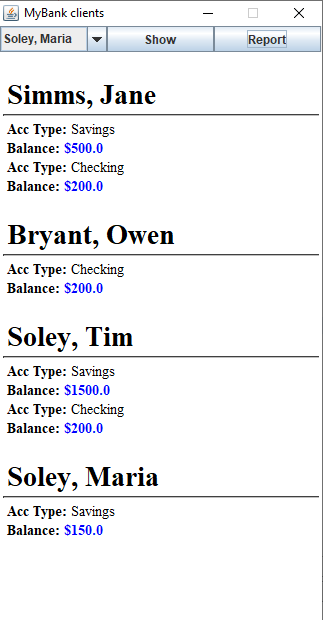 MyBank clients
Soley, Maria Show Report
Simms, Jane
Acc Type: Savings
Balance: $500.0
Acc Type: Checking
Balance: $200.0
Bryant, Owen
Acc Type: Checking
Balance: $200.0
Soley, Tim
Acc Type: Savings
Balance: $1500.0
Acc Type: Checking
Balance: $200.0
Soley, Maria
Acc Type: Savings
Balance: $150.0